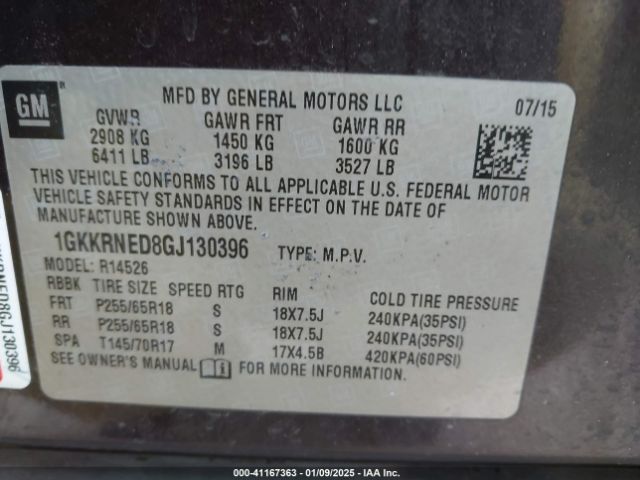 GM
MFD BY GENERAL MOTORS LLC 07/15
GVWR GAWR FRT GAWR RR
2908 KG 1450 KG 1600 KG
6411 LB 3196 LB 3527 LB
THIS VEHICLE CONFORMS TO ALL APPLICABLE U.S. FEDERAL MOTOR
VEHICLE SAFETY STANDARDS IN EFFECT ON THE DATE OF
MANUFACTURE SHOWN ABOVE.
1GKKRNED8GJ130396 TYPE: M.P.V.
MODEL: R14526
RBBK TIRE SIZE SPEED RTG RIM COLD TIRE PRESSURE
FRT P255/65R18 S 18X7.5J 240KPA(35PSI)
RR P255/65R18 S 18X7.5J 240KPA(35PSI)
SPA T145/70R17 M 17X4.5B 420KPA(60PSI)
SEE OWNER'S MANUAL FOR MORE INFORMATION.
000-41167363 | 01/09/2025 | IAAHQ.COM